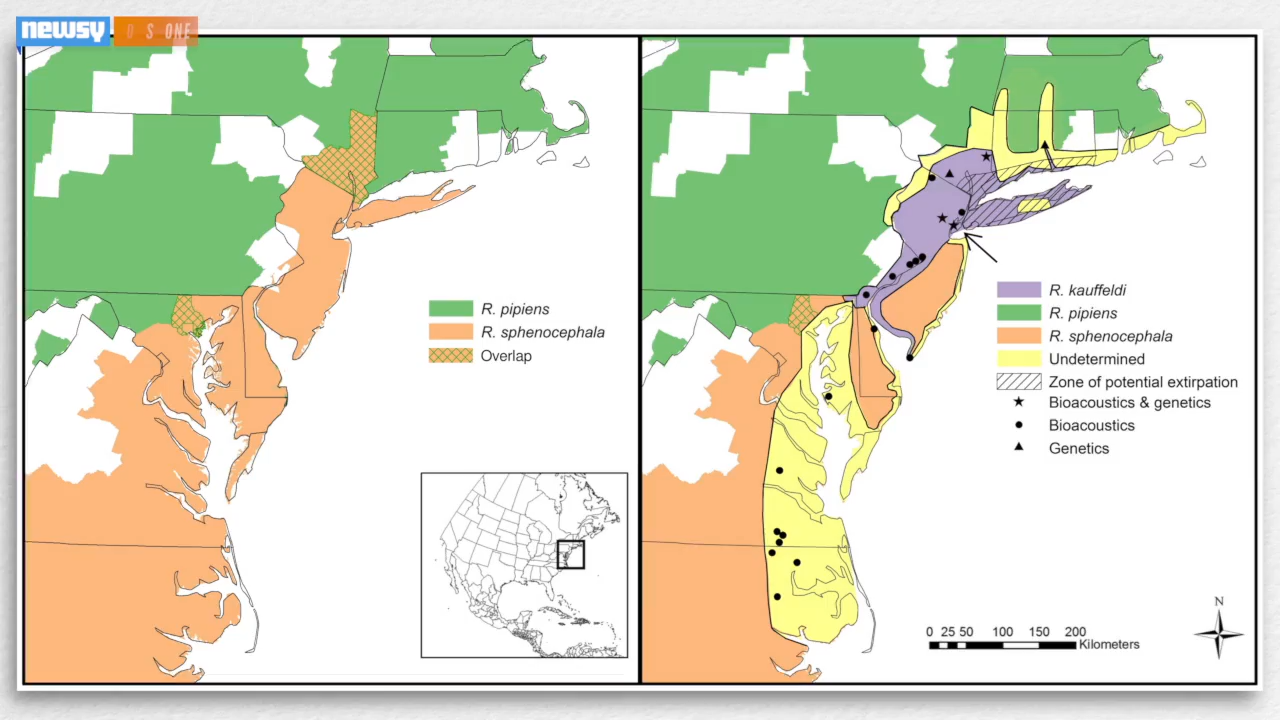 newsy
S ONE
R. pipiens
R. sphenocephala
Overlap
R. kauffeldi
R. pipiens
R. sphenocephala
Undetermined
Zone of potential extirpation
Bioacoustics & genetics
Bioacoustics
Genetics
0 25 50 100 150 200
Kilometers
N